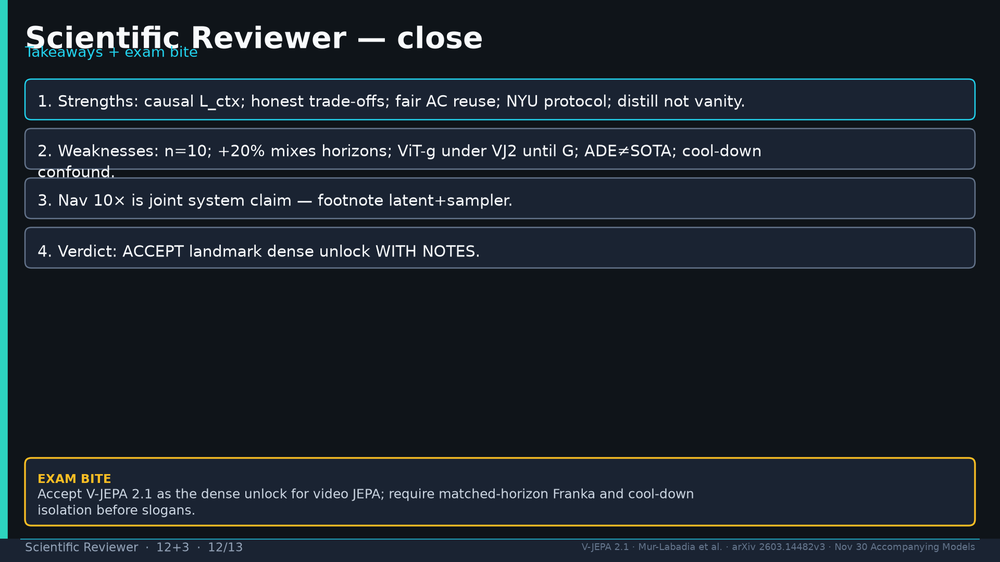 Scientific Reviewer — close
Takeaways + exam bite
1. Strengths: causal L_ctx; honest trade-offs; fair AC reuse; NYU protocol; distill not vanity.
2. Weaknesses: n=10; +20% mixes horizons; ViT-g under VJ2 until G; ADE≠SOTA; cool-down
confound.
3. Nav 10× is joint system claim — footnote latent+sampler.
4. Verdict: ACCEPT landmark dense unlock WITH NOTES.
EXAM BITE
Accept V-JEPA 2.1 as the dense unlock for video JEPA; require matched-horizon Franka and cool-down
isolation before slogans.
Scientific Reviewer · 12+3 · 12/13
V-JEPA 2.1 · Mur-Labadia et al. · arXiv 2603.14482v3 · Nov 30 Accompanying Models